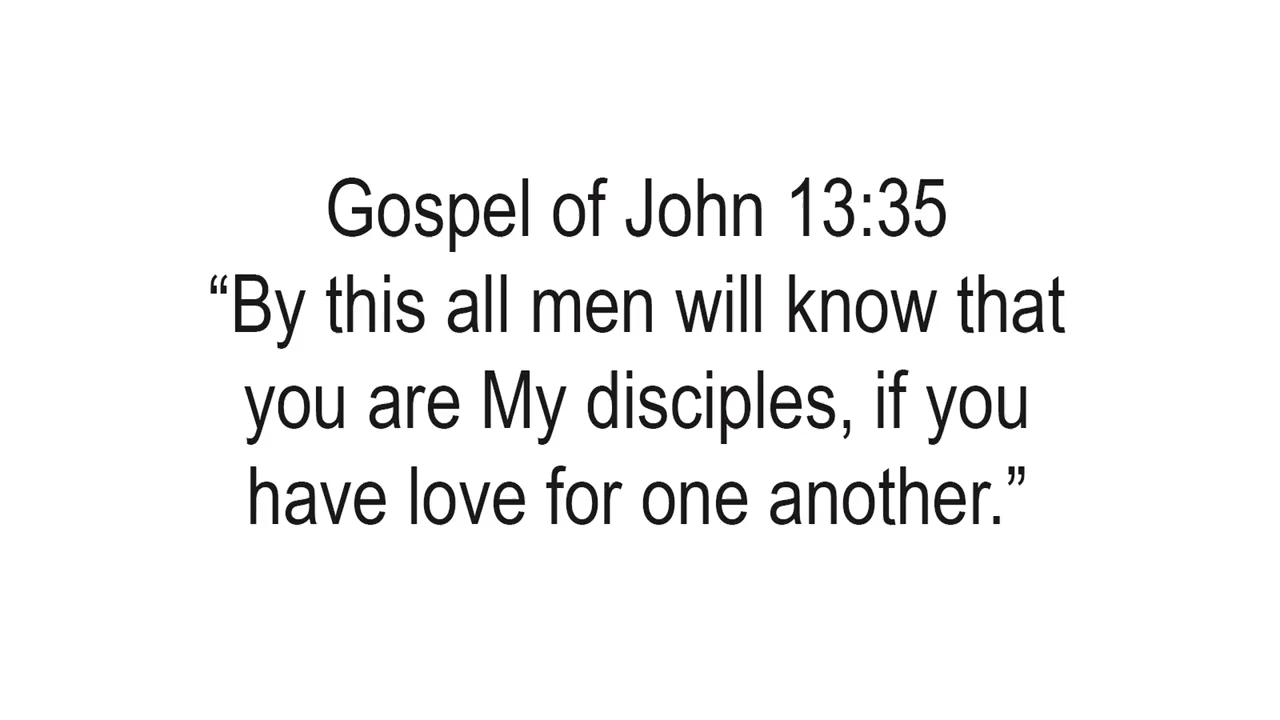 Gospel of John 13:35
“By this all men will know that
you are My disciples, if you
have love for one another.”